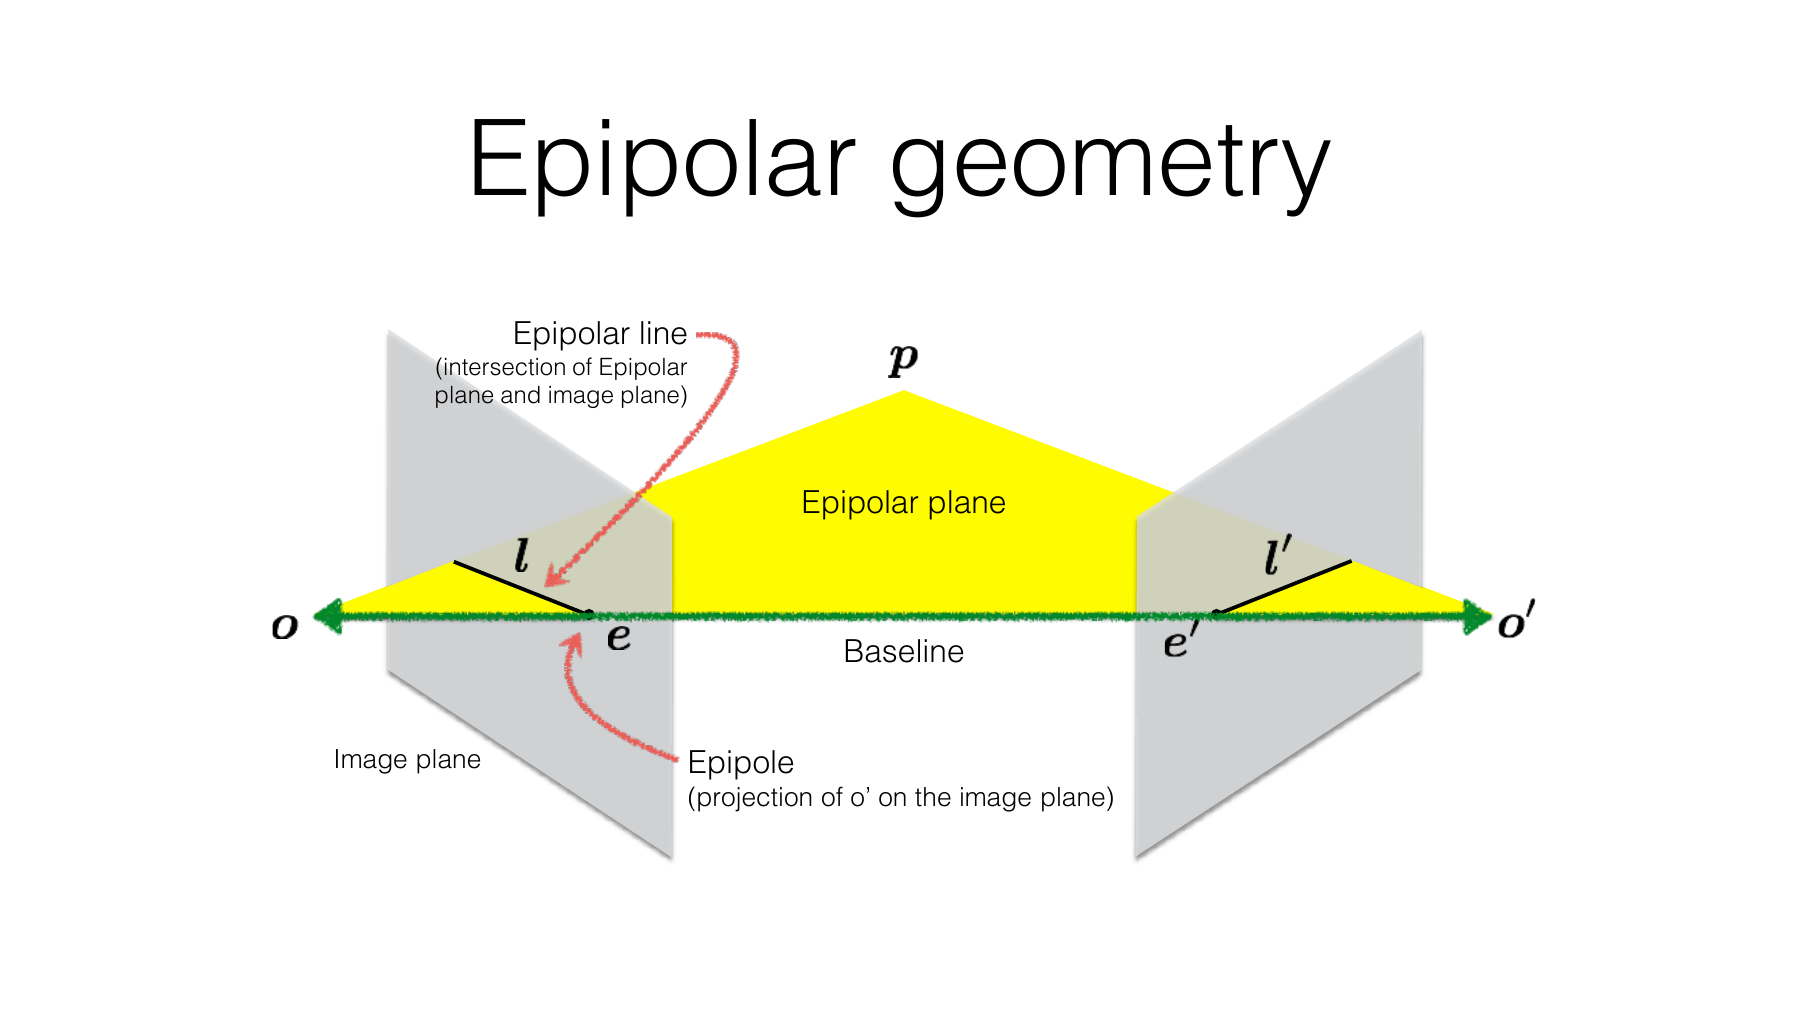 Epipolar geometry
Epipolar line
(intersection of Epipolar
plane and image plane)
p
Epipolar plane
l
l′
o
e
Baseline
e′
o′
Image plane
Epipole
(projection of o’ on the image plane)